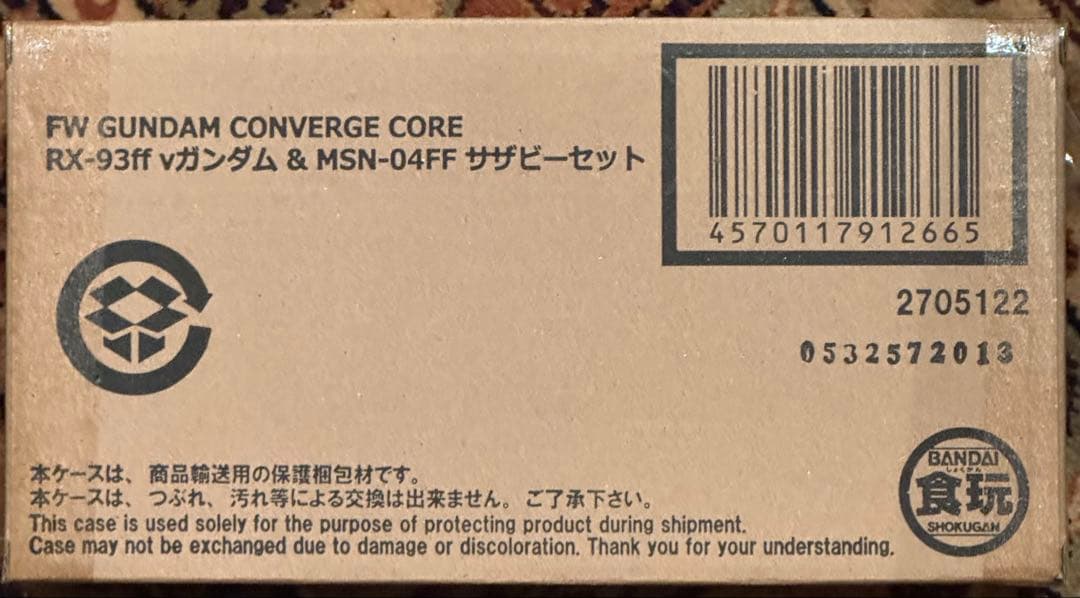 FW GUNDAM CONVERGE CORE
RX-93ff νガンダム & MSN-04FF サザビーセット
4570117912665
2705122
0532572013
本ケースは、商品輸送用の保護梱包材です。
本ケースは、つぶれ、汚れ等による交換は出来ません。ご了承下さい。
This case is used solely for the purpose of protecting product during shipment.
Case may not be exchanged due to damage or discoloration. Thank you for your understanding.
BANDAI
しょくがん
食玩
SHOKUGAN